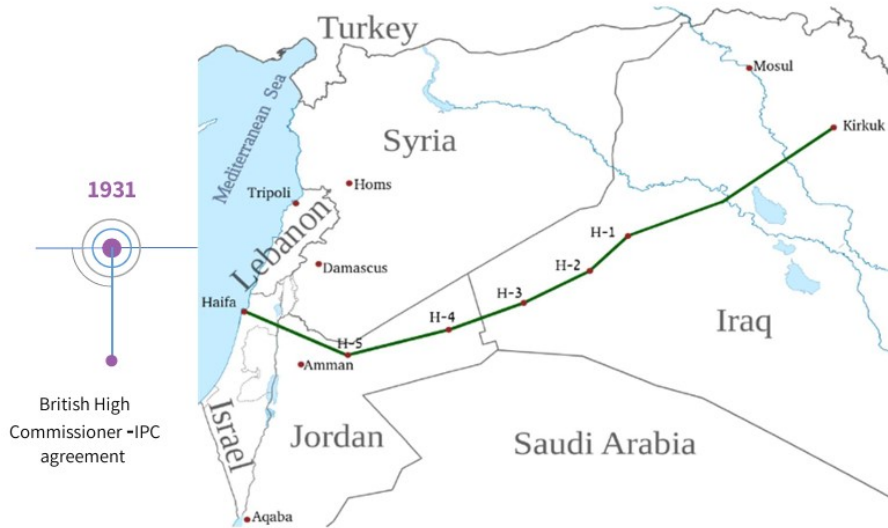 1931
British High
Commissioner -IPC
agreement
Turkey
Mediterranean Sea
Mosul
Kirkuk
Syria
Homs
Tripoli
Lebanon
Damascus
H-1
H-2
H-3
H-4
H-5
Haifa
Iraq
Amman
Israel
Jordan
Saudi Arabia
Aqaba